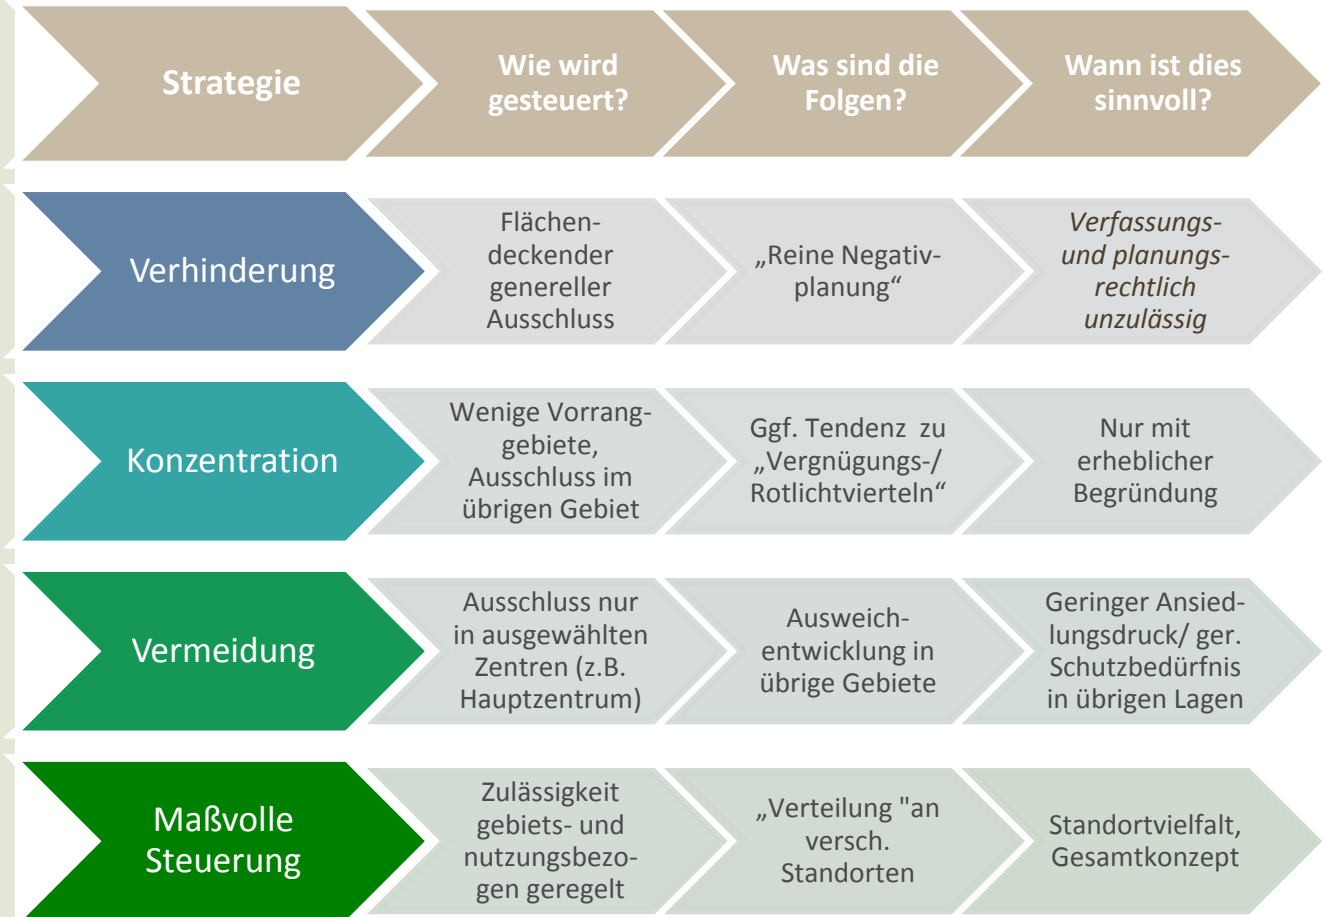 Strategie
Wie wird
gesteuert?
Was sind die
Folgen?
Wann ist dies
sinnvoll?
Verhinderung
Flächen-
deckender
genereller
Ausschluss
„Reine Negativ-
planung“
Verfassungs-
und planungs-
rechtlich
unzulässig
Konzentration
Wenige Vorrang-
gebiete,
Ausschluss im
übrigen Gebiet
Ggf. Tendenz  zu
„Vergnügungs-/
Rotlichtvierteln“
Nur mit
erheblicher
Begründung
Vermeidung
Ausschluss nur
in ausgewählten
Zentren (z.B.
Hauptzentrum)
Ausweich-
entwicklung in
übrige Gebiete
Geringer Ansied-
lungsdruck/ ger.
Schutzbedürfnis
in übrigen Lagen
Maßvolle
Steuerung
Zulässigkeit
gebiets- und
nutzungsbezo-
gen geregelt
„Verteilung "an
versch.
Standorten
Standortvielfalt,
Gesamtkonzept